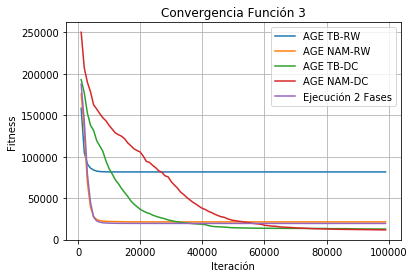 Convergencia Función 3
AGE TB-RW
AGE NAM-RW
AGE TB-DC
AGE NAM-DC
Ejecución 2 Fases
Fitness
250000
200000
150000
100000
50000
0
0 20000 40000 60000 80000 100000
Iteración